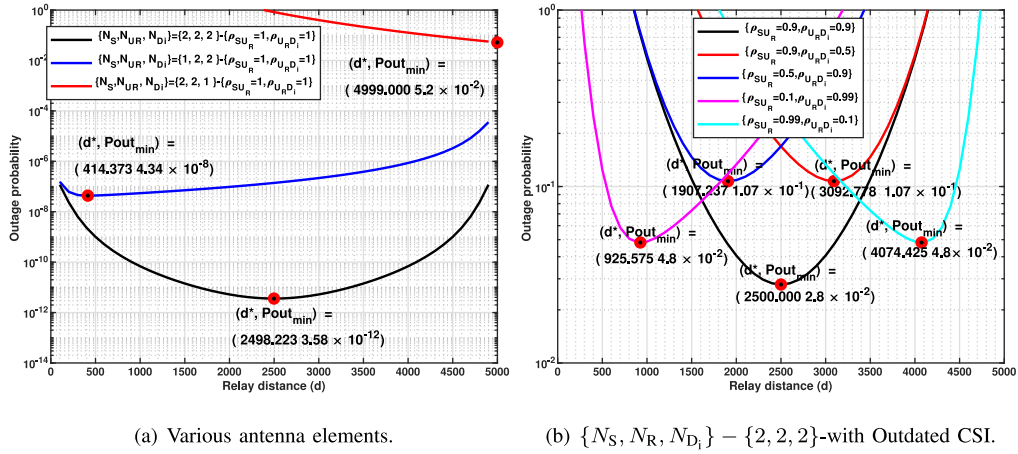 {N_S,N_UR, N_Di}={2, 2, 2}-{ρ_SU_R=1,ρ_U_RD_i=1}
{N_S,N_UR, N_Di}={1, 2, 2}-{ρ_SU_R=1,ρ_U_RD_i=1}
{N_S,N_UR, N_Di}={2, 2, 1 }-{ρ_SU_R=1,ρ_U_RD_i=1}
(d*, Pout_min) =
( 4999.000 5.2 × 10^-2)
(d*, Pout_min) =
( 414.373 4.34 × 10^-8)
(d*, Pout_min) =
( 2498.223 3.58 × 10^-12)
Outage probability
10^0
10^-2
10^-4
10^-6
10^-8
10^-10
10^-12
10^-14
0 500 1000 1500 2000 2500 3000 3500 4000 4500 5000
Relay distance (d)
(a) Various antenna elements.
{ρ_SU_R=0.9,ρ_U_RD_i=0.9}
{ρ_SU_R=0.9,ρ_U_RD_i=0.5}
{ρ_SU_R=0.5,ρ_U_RD_i=0.9}
{ρ_SU_R=0.1,ρ_U_RD_i=0.99}
{ρ_SU_R=0.99,ρ_U_RD_i=0.1}
(d*, Pout_min) =
( 1907.237 1.07 × 10^-1)
(d*, Pout_min) =
( 3092.778 1.07 × 10^-1)
(d*, Pout_min) =
( 925.575 4.8 × 10^-2)
(d*, Pout_min) =
( 4074.425 4.8 × 10^-2)
(d*, Pout_min) =
( 2500.000 2.8 × 10^-2)
Outage probability
10^0
10^-1
10^-2
0 500 1000 1500 2000 2500 3000 3500 4000 4500 5000
Relay distance (d)
(b) {N_S, N_R, N_D_i} − {2, 2, 2}-with Outdated CSI.